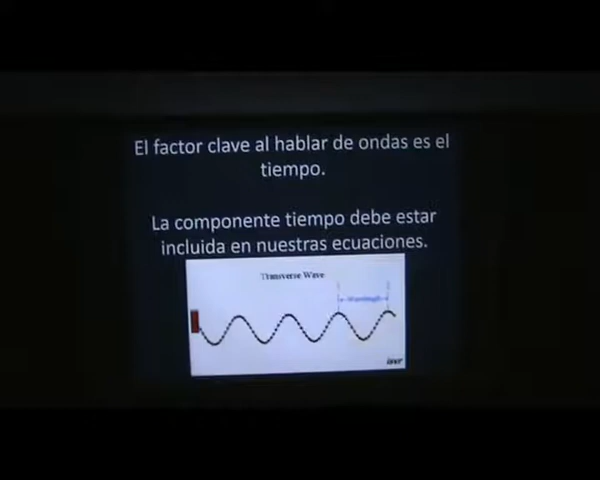 El factor clave al hablar de ondas es el
tiempo.
La componente tiempo debe estar
incluida en nuestras ecuaciones.
Transverse Wave
Wavelength